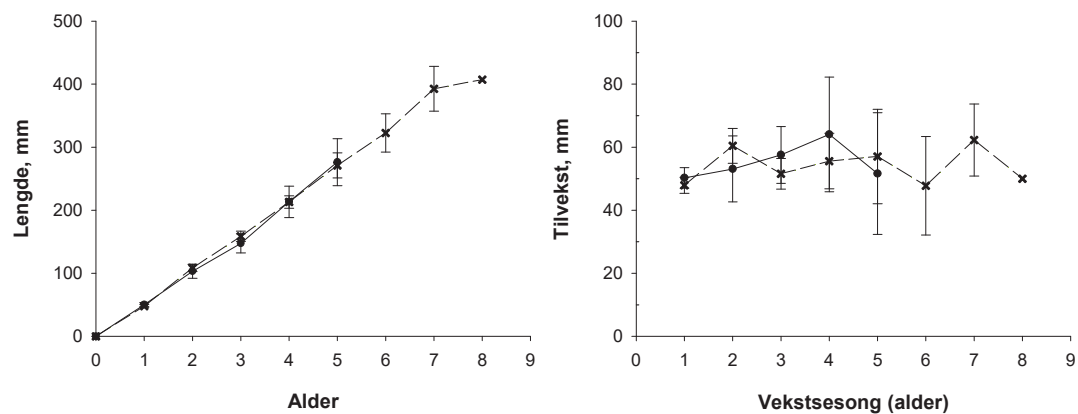 500
400
300
200
100
0
Lengde, mm
0 1 2 3 4 5 6 7 8 9
Alder
100
80
60
40
20
0
Tilvekst, mm
1 2 3 4 5 6 7 8 9
Vekstsesong (alder)